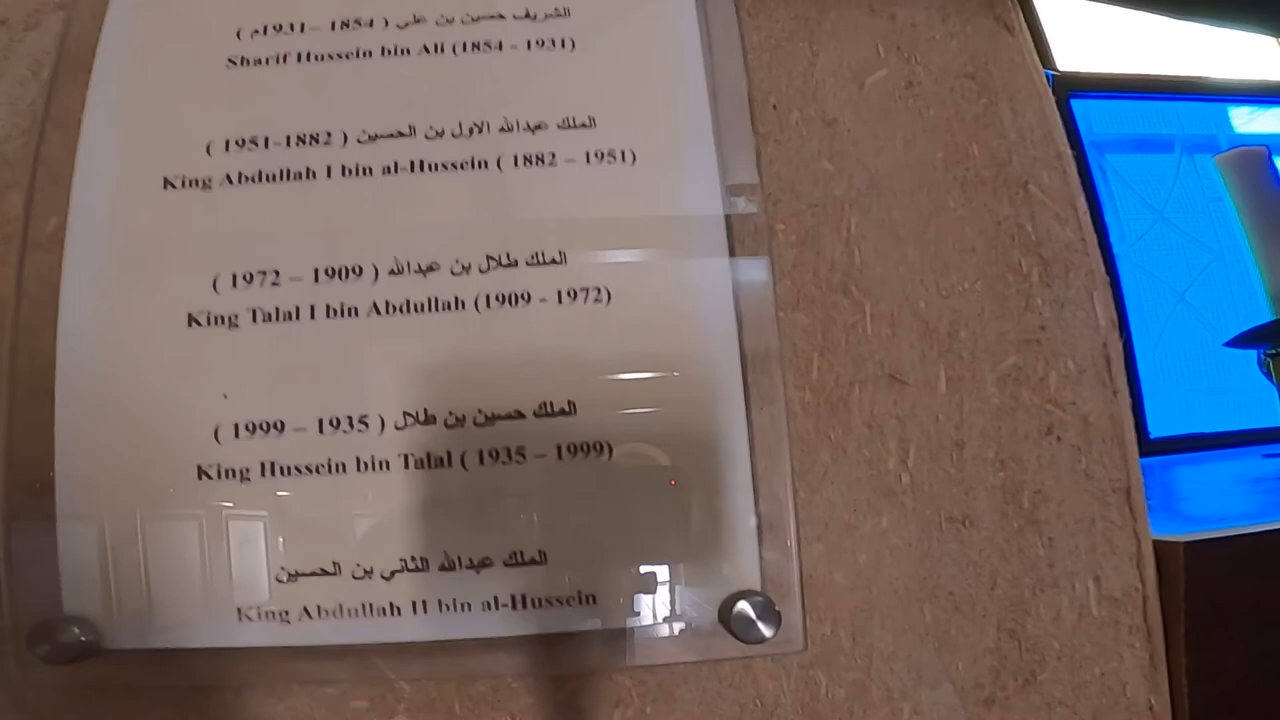 الشريف حسين بن علي ( 1854 – 1931م )
Sharif Hussein bin Ali (1854 - 1931)
الملك عبدالله الاول بن الحسين ( 1882-1951 )
King Abdullah I bin al-Hussein ( 1882 – 1951)
الملك طلال بن عبدالله ( 1909 – 1972 )
King Talal I bin Abdullah (1909 - 1972)
الملك حسين بن طلال ( 1935 – 1999 )
King Hussein bin Talal ( 1935 – 1999)
الملك عبدالله الثاني بن الحسين
King Abdullah II bin al-Hussein